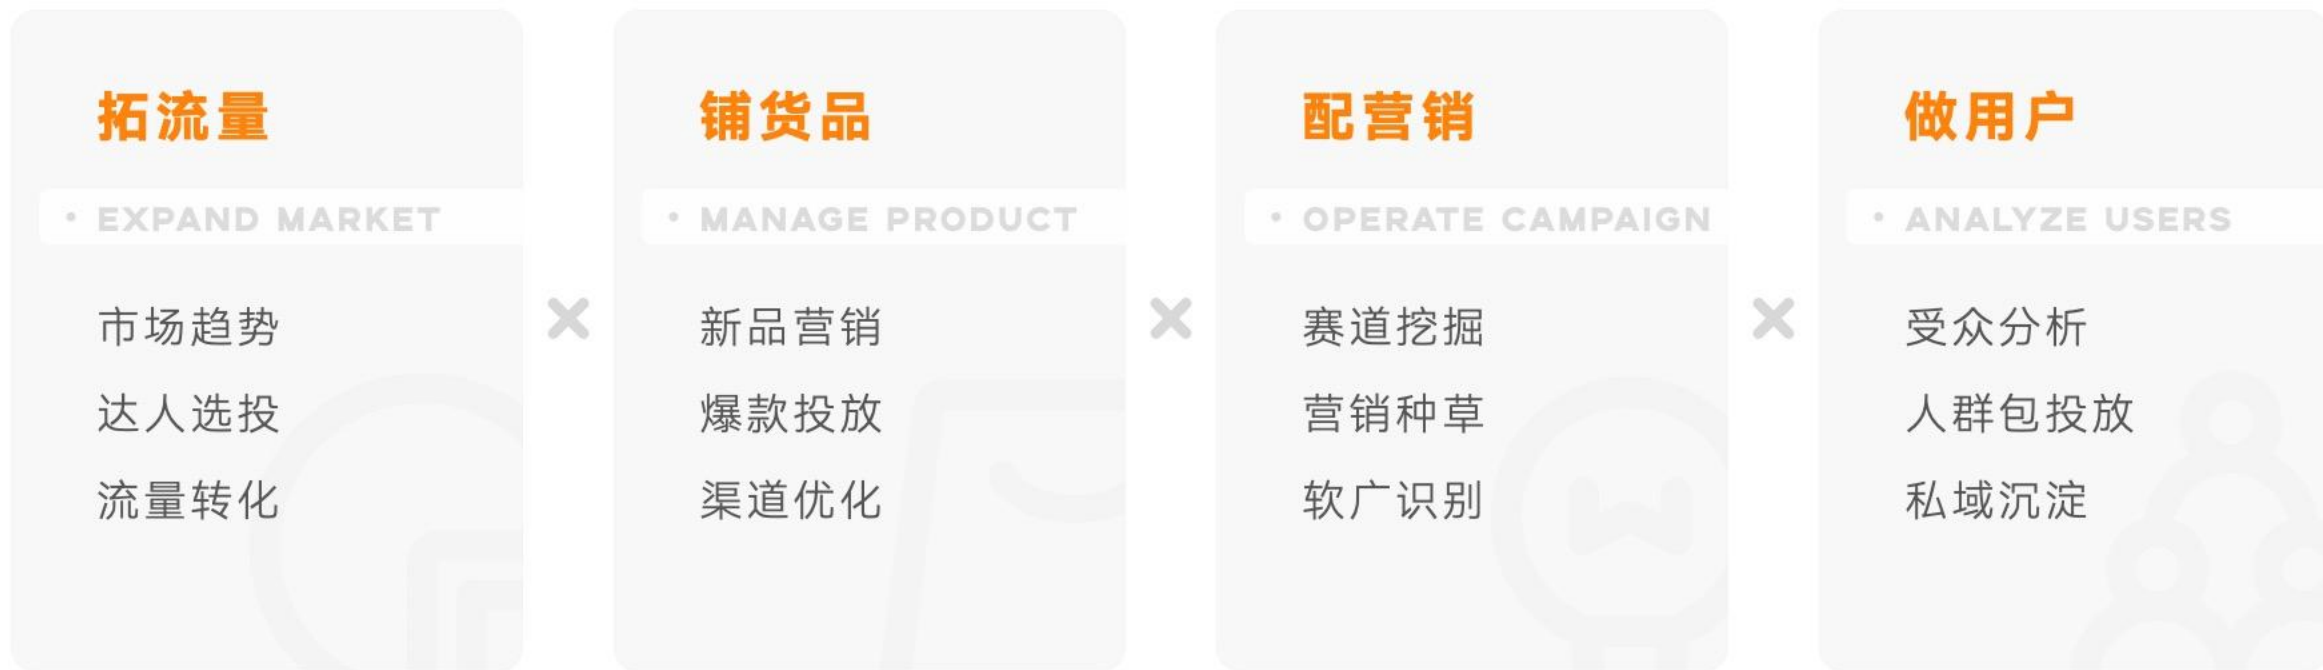 拓流量
• EXPAND MARKET
市场趋势
达人选投
流量转化
×
铺货品
• MANAGE PRODUCT
新品营销
爆款投放
渠道优化
×
配营销
• OPERATE CAMPAIGN
赛道挖掘
营销种草
软广识别
×
做用户
• ANALYZE USERS
受众分析
人群包投放
私域沉淀